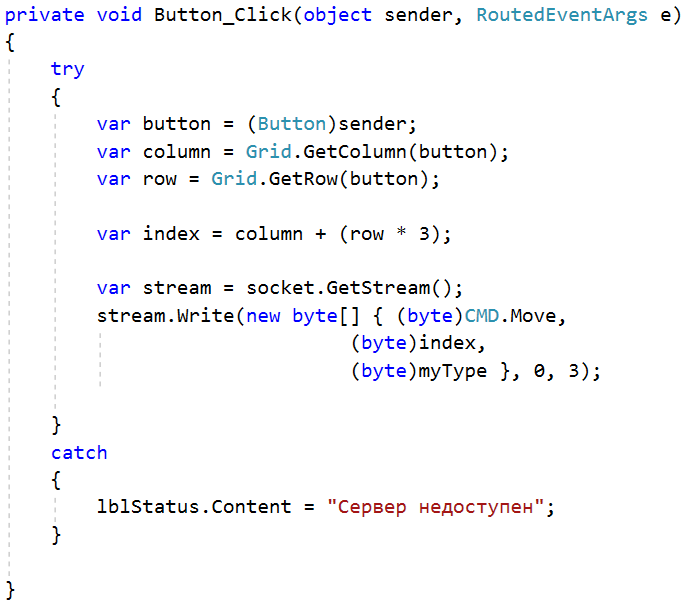 private void Button_Click(object sender, RoutedEventArgs e)
{
    try
    {
        var button = (Button)sender;
        var column = Grid.GetColumn(button);
        var row = Grid.GetRow(button);

        var index = column + (row * 3);

        var stream = socket.GetStream();
        stream.Write(new byte[] { (byte)CMD.Move,
                              (byte)index,
                              (byte)myType }, 0, 3);

    }
    catch
    {
        lblStatus.Content = "Сервер недоступен";
    }

}